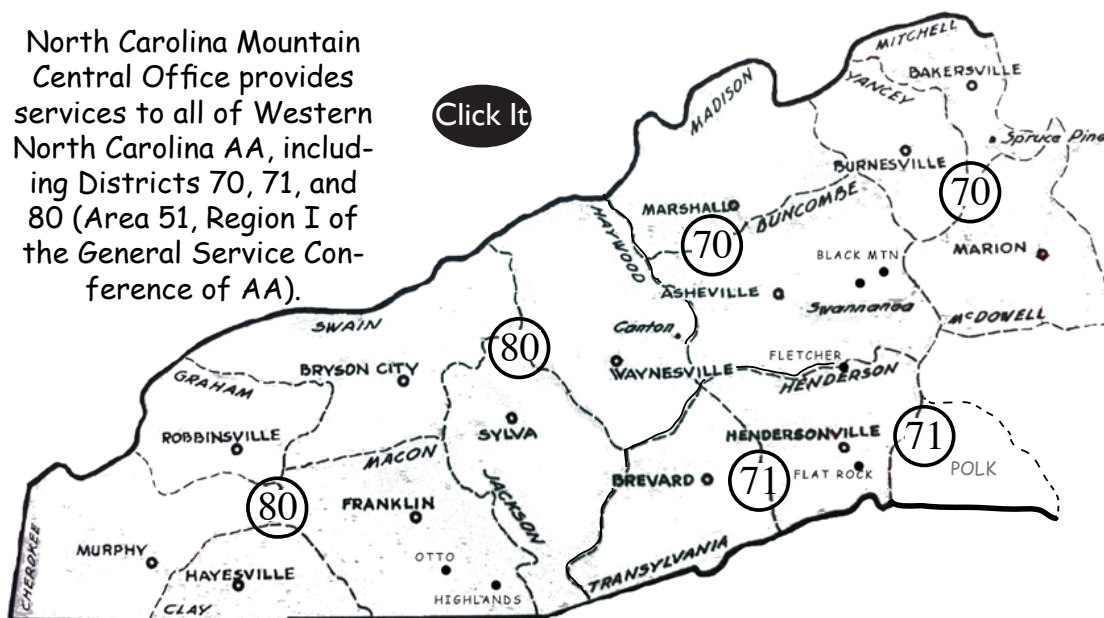 North Carolina Mountain
Central Office provides
services to all of Western
North Carolina AA, includ-
ing Districts 70, 71, and
80 (Area 51, Region I of
the General Service Con-
ference of AA).
Click It
MITCHELL
BAKERSVILLE
YANCEY
MADISON
Spruce Pine
BURNESVILLE
70
MARSHALL
BUNCOMBE
HAYWOOD
70
MARION
BLACK MTN
ASHEVILLE
Swannanoa
McDOWELL
SWAIN
Canton
80
FLETCHER
WAYNESVILLE
HENDERSON
BRYSON CITY
GRAHAM
ROBBINSVILLE
SYLVA
HENDERSONVILLE
71
MACON
FLAT ROCK
POLK
BREVARD
71
JACKSON
FRANKLIN
80
CHEROKEE
MURPHY
OTTO
TRANSYLVANIA
HAYESVILLE
HIGHLANDS
CLAY